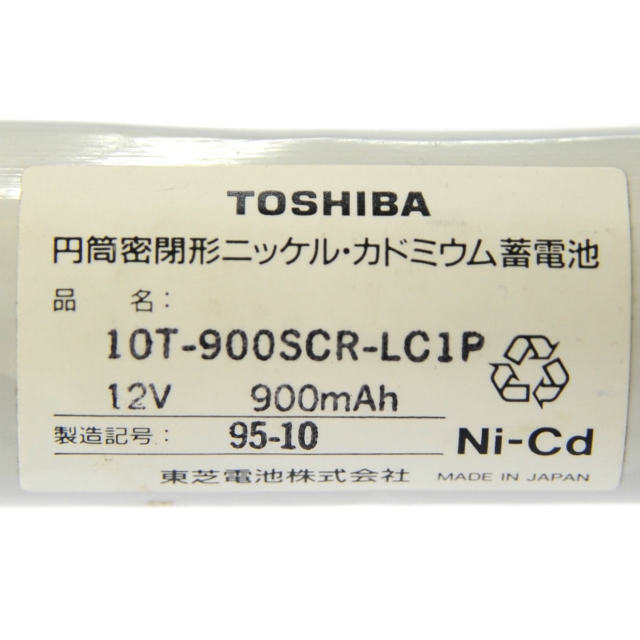 TOSHIBA
円筒密閉形ニッケル・カドミウム蓄電池
品　名：
10T-900SCR-LC1P
12V　900mAh
製造記号：　95-10　Ni-Cd
東芝電池株式会社　MADE IN JAPAN